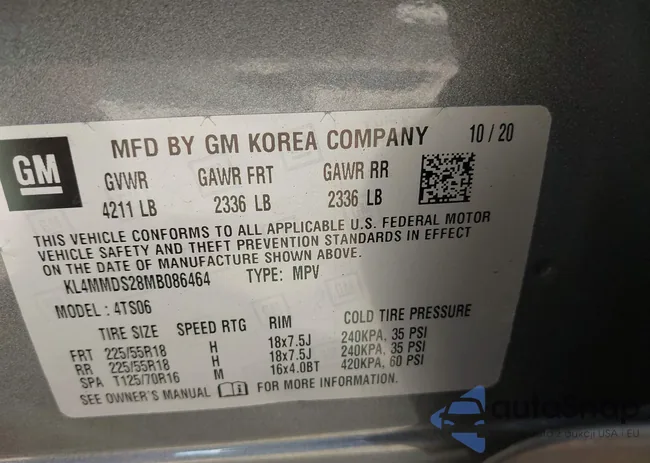 GM
MFD BY GM KOREA COMPANY 10 / 20
GVWR GAWR FRT GAWR RR
4211 LB 2336 LB 2336 LB
THIS VEHICLE CONFORMS TO ALL APPLICABLE U.S. FEDERAL MOTOR
VEHICLE SAFETY AND THEFT PREVENTION STANDARDS IN EFFECT
ON THE DATE OF MANUFACTURE SHOWN ABOVE.
KL4MMDS28MB086464 TYPE: MPV
MODEL : 4TS06
TIRE SIZE SPEED RTG RIM COLD TIRE PRESSURE
FRT 225/55R18 H 18x7.5J 240KPA, 35 PSI
RR 225/55R18 H 18x7.5J 240KPA, 35 PSI
SPA T125/70R16 M 16x4.0BT 420KPA, 60 PSI
SEE OWNER'S MANUAL FOR MORE INFORMATION.
autoSnap
USA - EU